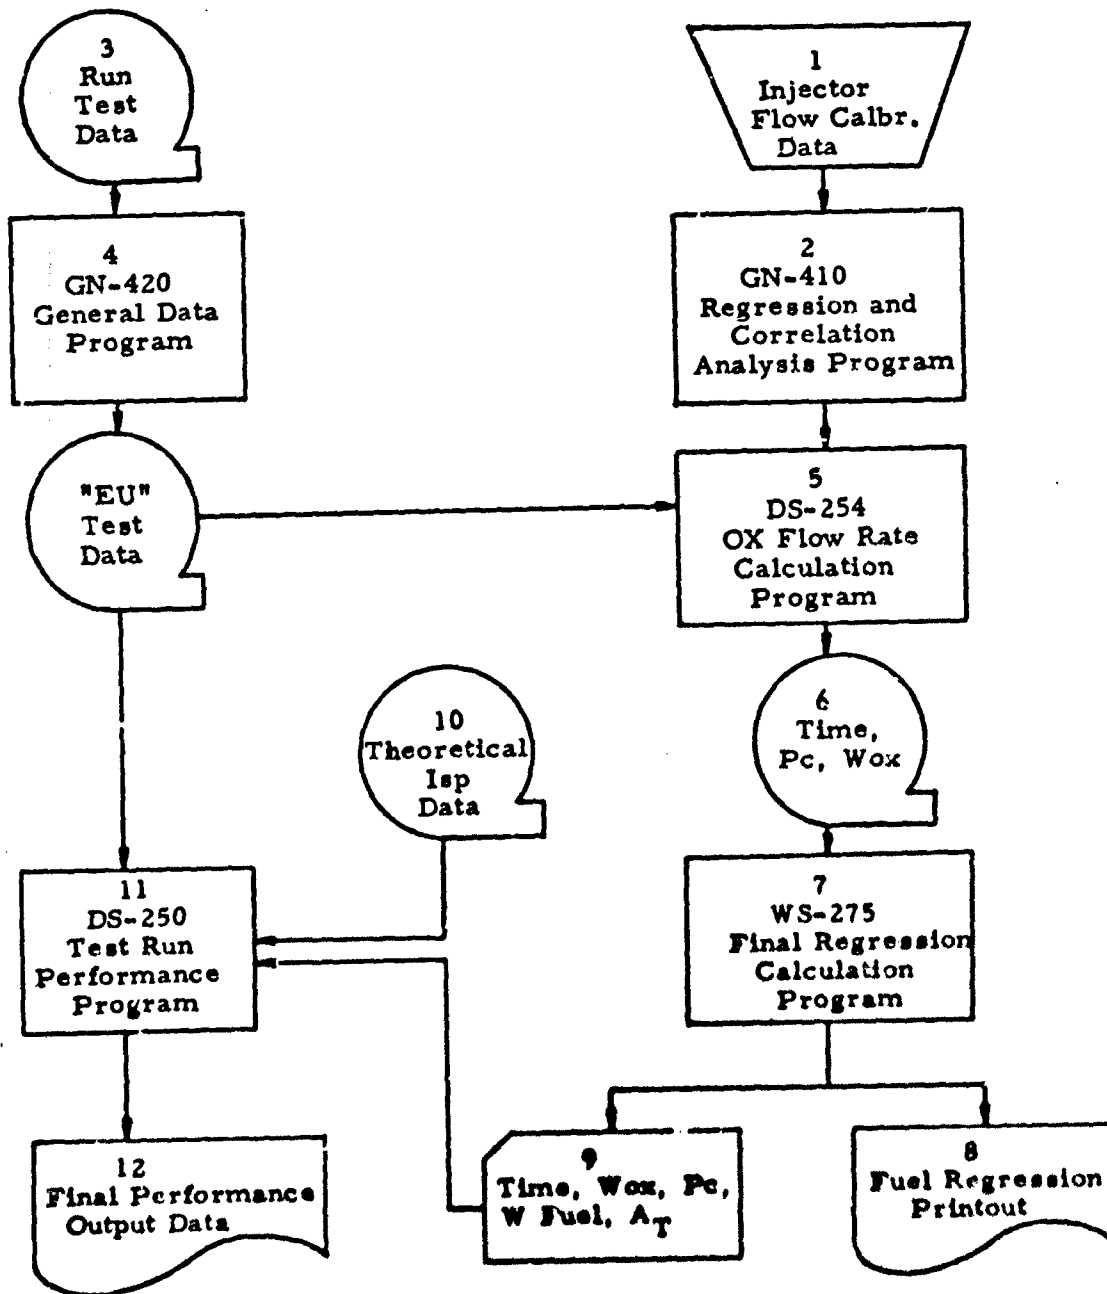 3
Run
Test
Data
1
Injector
Flow Calbr.
Data
4
GN-420
General Data
Program
2
GN-410
Regression and
Correlation
Analysis Program
"EU"
Test
Data
5
DS-254
OX Flow Rate
Calculation
Program
10
Theoretical
Isp
Data
6
Time,
Pc, Wox
11
DS-250
Test Run
Performance
Program
7
WS-275
Final Regression
Calculation
Program
12
Final Performance
Output Data
9
Time, Wox, Pc,
W Fuel, A_T
8
Fuel Regression
Printout